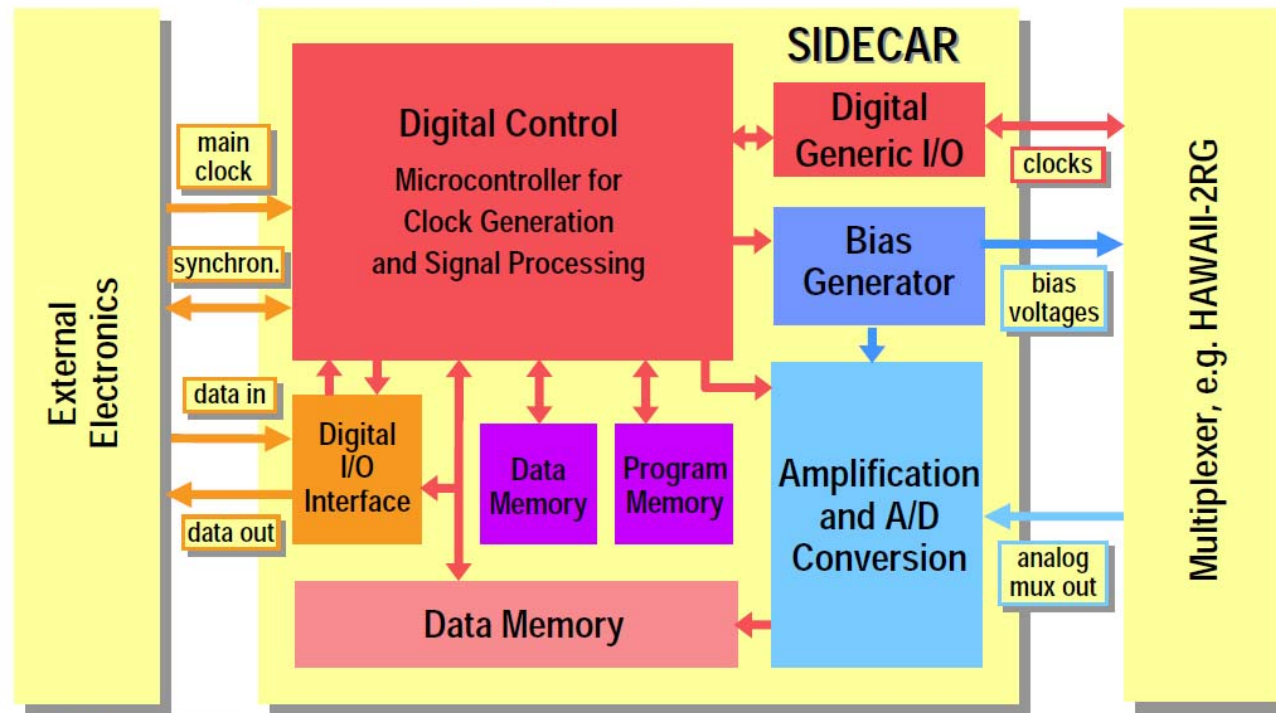 External
Electronics
main
clock
synchron.
data in
data out
SIDECAR
Digital Control
Microcontroller for
Clock Generation
and Signal Processing
Digital
Generic I/O
Bias
Generator
Digital
I/O
Interface
Data
Memory
Program
Memory
Amplification
and A/D
Conversion
Data Memory
clocks
bias
voltages
analog
mux out
Multiplexer, e.g. HAWAII-2RG